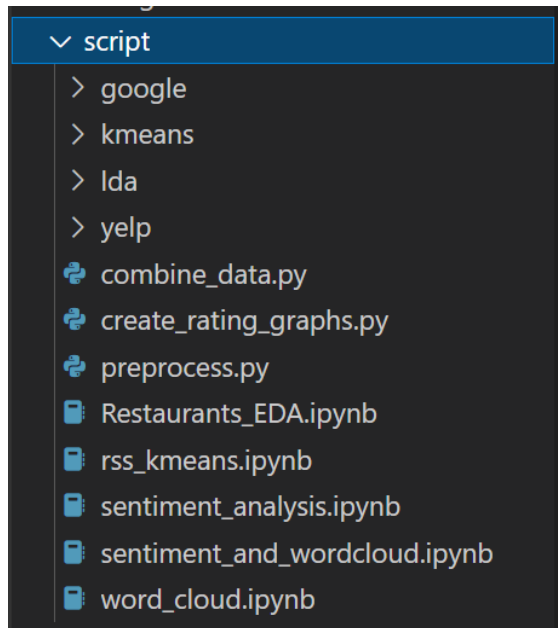 script
google
kmeans
lda
yelp
combine_data.py
create_rating_graphs.py
preprocess.py
Restaurants_EDA.ipynb
rss_kmeans.ipynb
sentiment_analysis.ipynb
sentiment_and_wordcloud.ipynb
word_cloud.ipynb